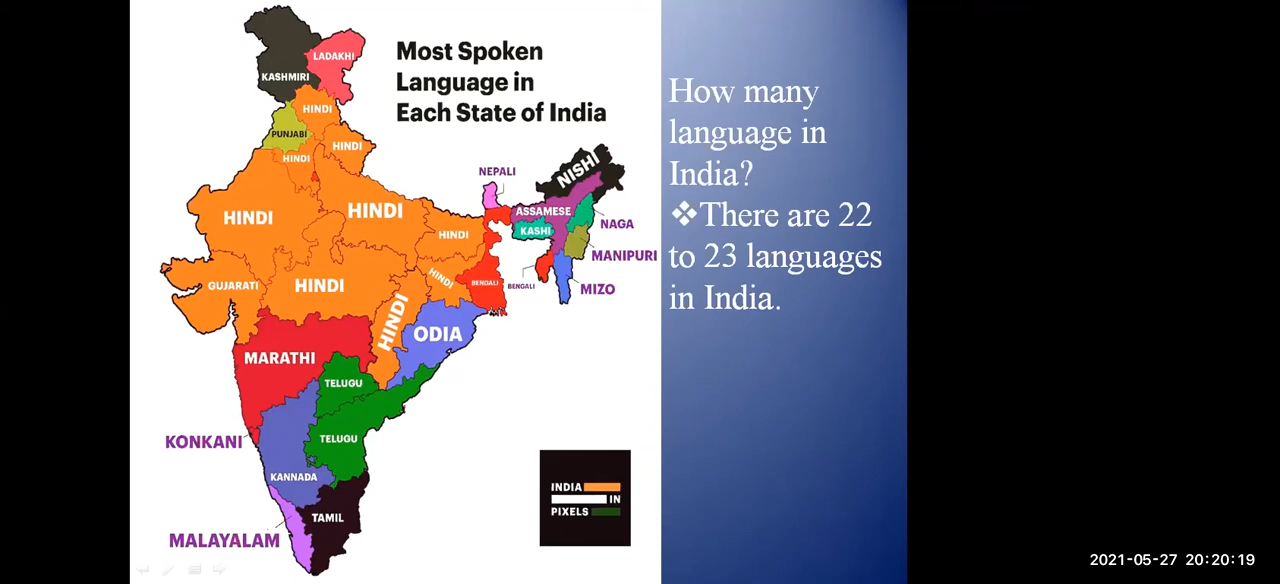 Most Spoken
Language in
Each State of India
LADAKHI
KASHMIRI
HINDI
PUNJABI
HINDI
HINDI
NEPALI
NISHI
HINDI
HINDI
ASSAMESE
NAGA
KASHI
HINDI
MANIPURI
GUJARATI
HINDI
HINDI
BENGALI
BENGALI
MIZO
HINDI
ODIA
MARATHI
TELUGU
TELUGU
KONKANI
KANNADA
TAMIL
MALAYALAM
INDIA
IN
PIXELS
How many
language in
India?
❖There are 22
to 23 languages
in India.
2021-05-27 20:20:19